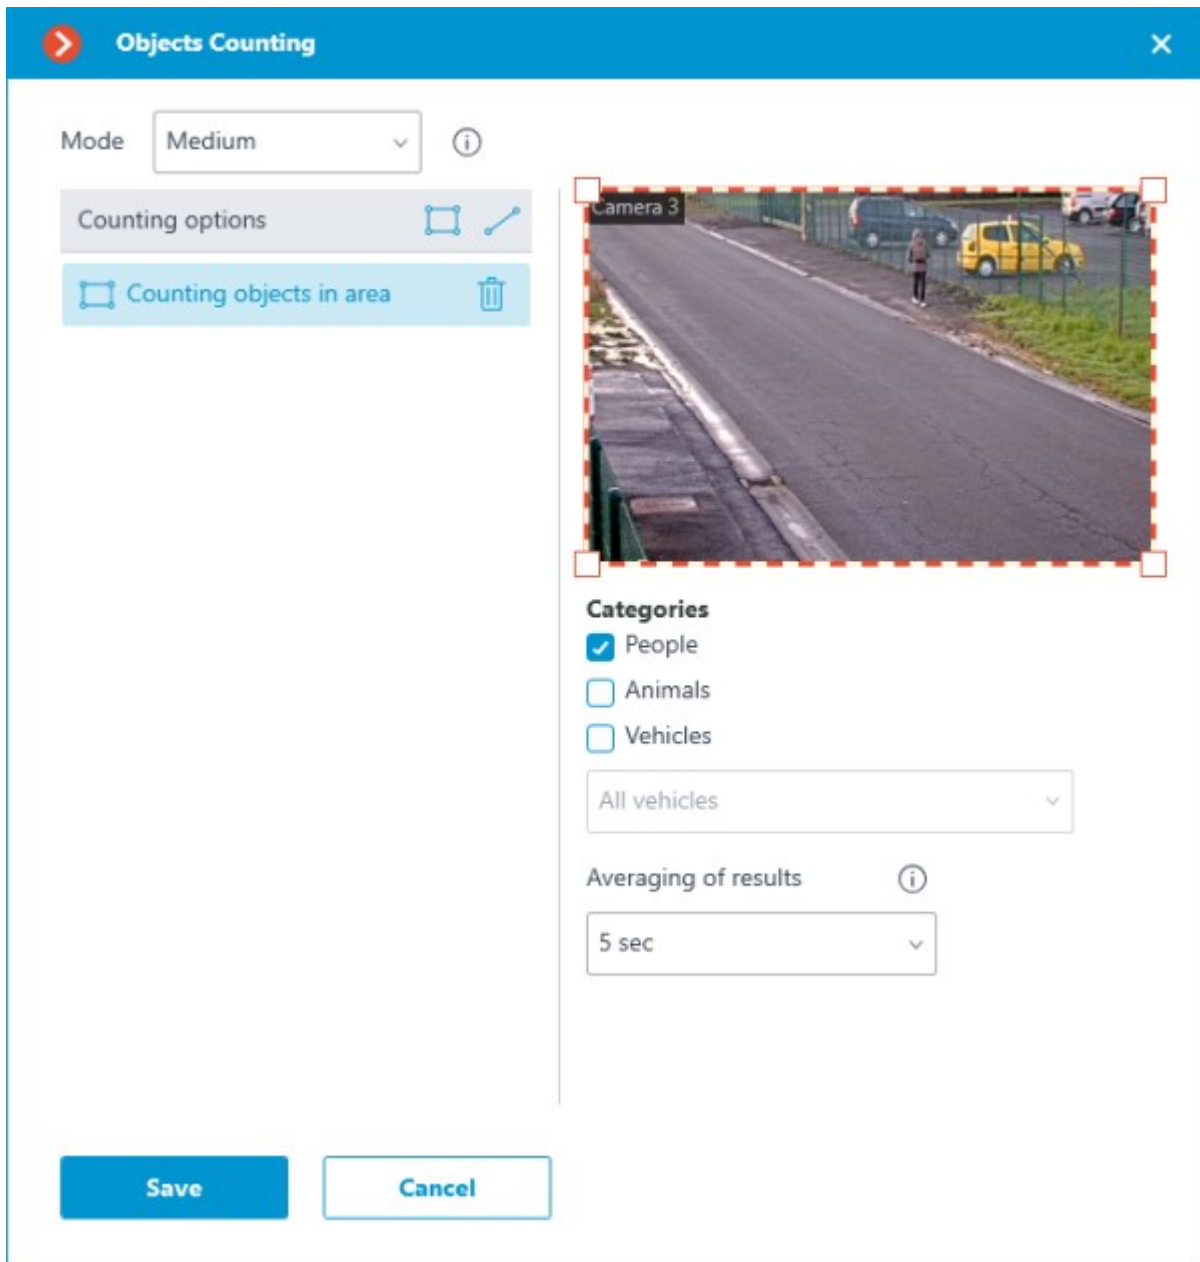 Objects Counting
Mode
Medium
Counting options
Counting objects in area
Camera 3
Categories
People
Animals
Vehicles
All vehicles
Averaging of results
5 sec
Save
Cancel